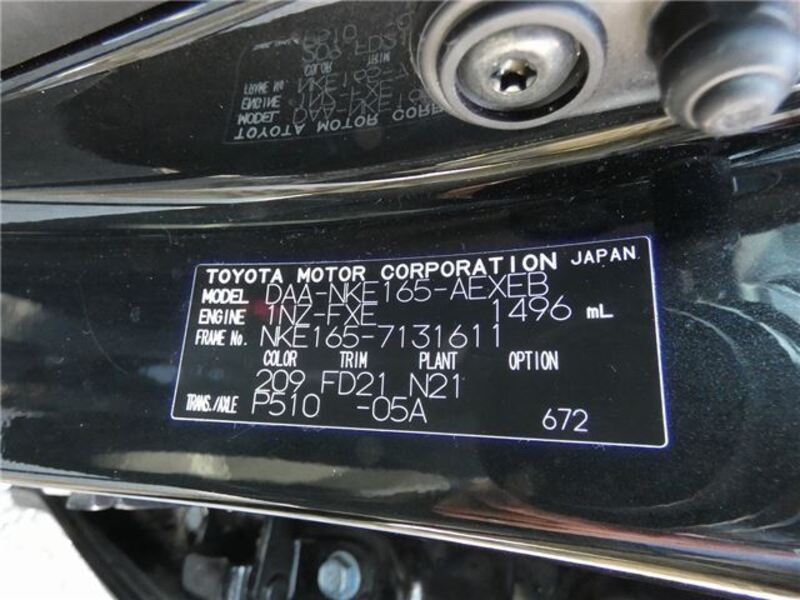 TOYOTA MOTOR CORPORATION JAPAN
MODEL DAA-NKE165-AEXEB
ENGINE 1NZ-FXE 1496 mL
FRAME No. NKE165-7131611
COLOR TRIM PLANT OPTION
209 FD21 N21
TRANS./AXLE P510 -05A 672